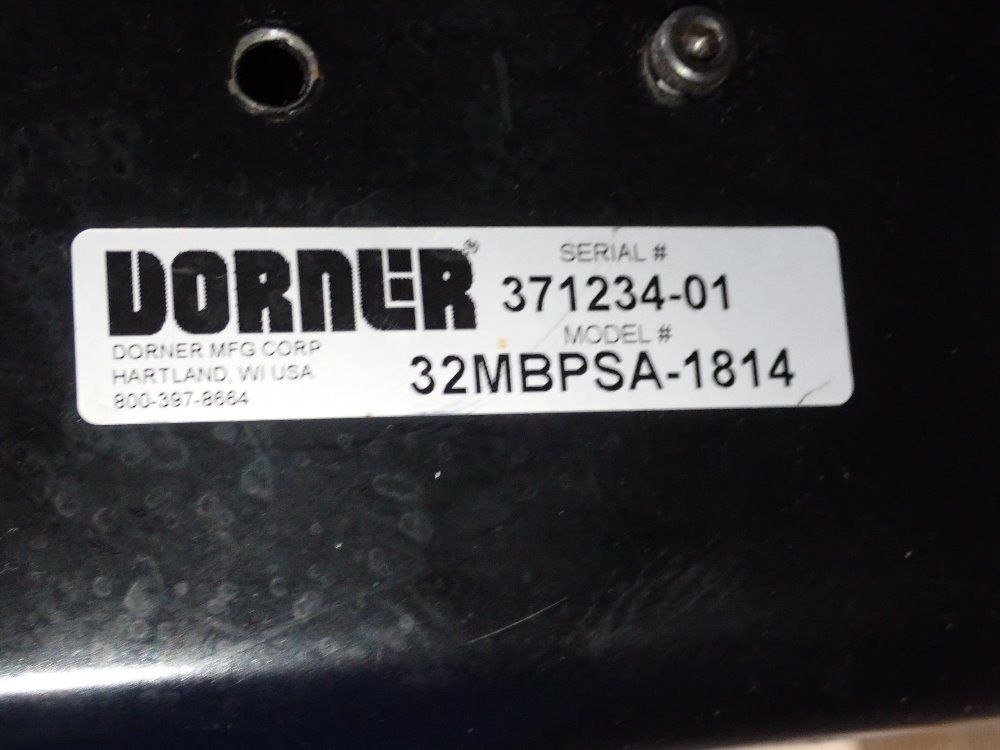 DORNER®
DORNER MFG CORP
HARTLAND, WI USA
800-397-8664
SERIAL #
371234-01
MODEL #
32MBPSA-1814